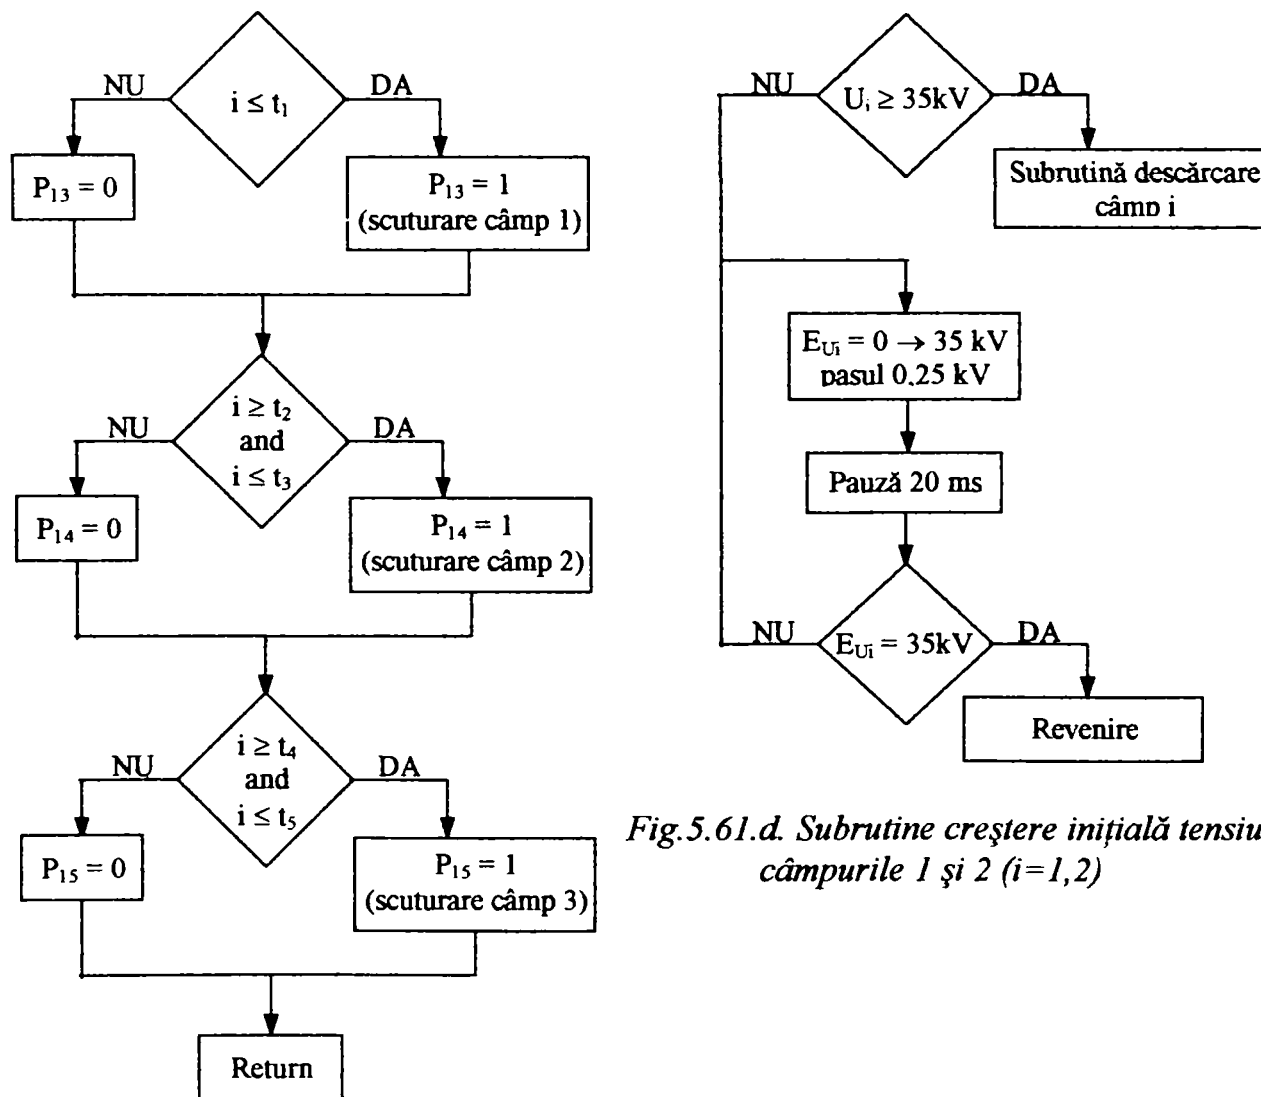 i ≤ t₁
NU
DA
P₁₃ = 0
P₁₃ = 1
(scuturare câmp 1)
i ≥ t₂
and
i ≤ t₃
NU
DA
P₁₄ = 0
P₁₄ = 1
(scuturare câmp 2)
i ≥ t₄
and
i ≤ t₅
NU
DA
P₁₅ = 0
P₁₅ = 1
(scuturare câmp 3)
Return
NU
Uᵢ ≥ 35kV
DA
Subrutină descărcare
câmp i
E_Ui = 0 → 35 kV
pasul 0,25 kV
Pauză 20 ms
NU
E_Ui = 35kV
DA
Revenire
Fig.5.61.d. Subrutine creştere iniţială tensiu
câmpurile 1 şi 2 (i=1,2)